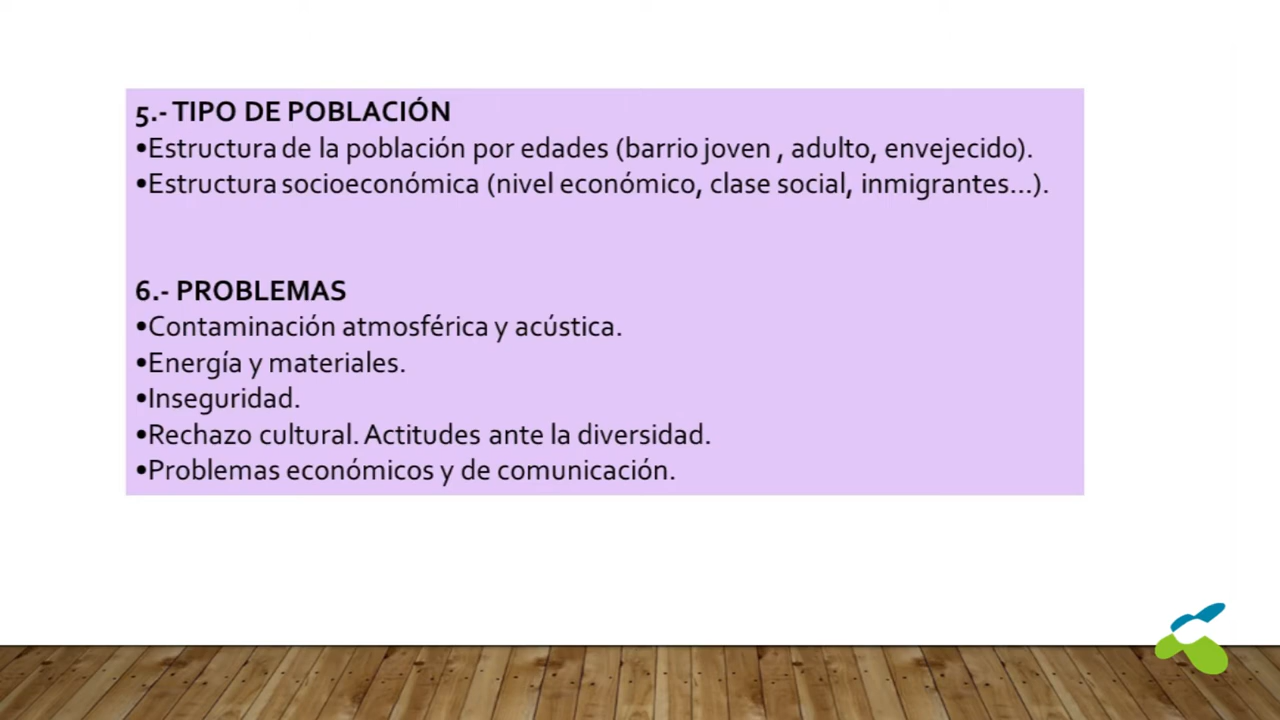 5.- TIPO DE POBLACIÓN
•Estructura de la población por edades (barrio joven , adulto, envejecido).
•Estructura socioeconómica (nivel económico, clase social, inmigrantes...).
6.- PROBLEMAS
•Contaminación atmosférica y acústica.
•Energía y materiales.
•Inseguridad.
•Rechazo cultural. Actitudes ante la diversidad.
•Problemas económicos y de comunicación.